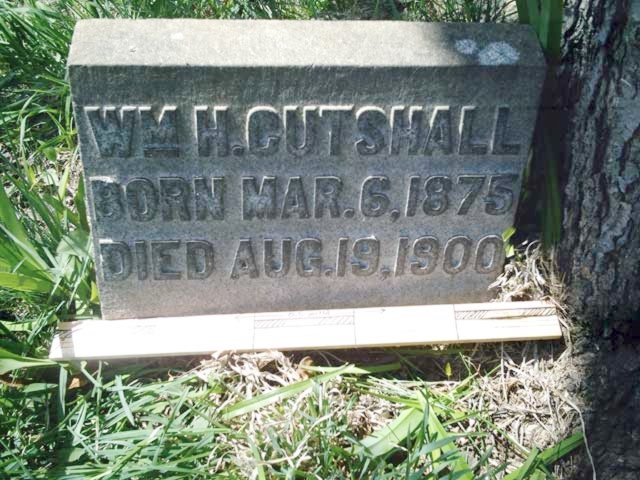 WM H. CUTSHALL
BORN MAR. 6, 1875
DIED AUG. 19, 1900